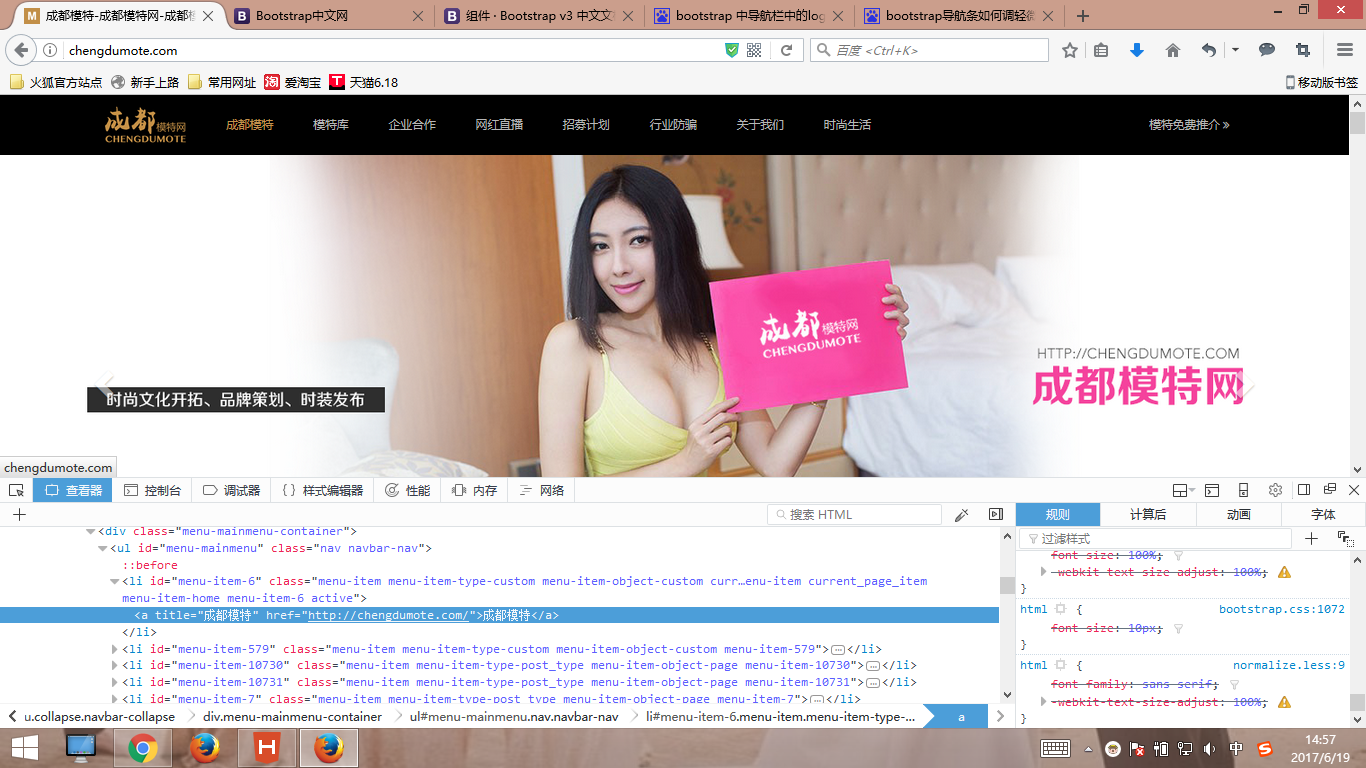 成都模特-成都模特网-成都模
Bootstrap中文网
组件 · Bootstrap v3 中文文
bootstrap 中导航栏中的log
bootstrap导航条如何调轻微
chengdumote.com
百度 <Ctrl+K>
火狐官方站点
新手上路
常用网址
爱淘宝
天猫6.18
移动版书签
成都模特网
CHENGDUMOTE
成都模特
模特库
企业合作
网红直播
招募计划
行业防骗
关于我们
时尚生活
模特免费推介 »
成都模特网
CHENGDUMOTE
HTTP://CHENGDUMOTE.COM
成都模特网
时尚文化开拓、品牌策划、时装发布
chengdumote.com
查看器
控制台
调试器
样式编辑器
性能
内存
网络
搜索 HTML
<div class="menu-mainmenu-container">
<ul id="menu-mainmenu" class="nav navbar-nav">
::before
<li id="menu-item-6" class="menu-item menu-item-type-custom menu-item-object-custom curr…enu-item current_page_item
menu-item-home menu-item-6 active">
<a title="成都模特" href="http://chengdumote.com/">成都模特</a>
</li>
<li id="menu-item-579" class="menu-item menu-item-type-custom menu-item-object-custom menu-item-579">…</li>
<li id="menu-item-10730" class="menu-item menu-item-type-post_type menu-item-object-page menu-item-10730">…</li>
<li id="menu-item-10731" class="menu-item menu-item-type-post_type menu-item-object-page menu-item-10731">…</li>
<li id="menu-item-7" class="menu-item menu-item-type-post_type menu-item-object-page menu-item-7">…</li>
u.collapse.navbar-collapse
div.menu-mainmenu-container
ul#menu-mainmenu.nav.navbar-nav
li#menu-item-6.menu-item.menu-item-type-...
a
规则
计算后
动画
字体
过滤样式
font-size: 100%;
-webkit-text-size-adjust: 100%;
}
html {
bootstrap.css:1072
font-size: 10px;
}
html {
normalize.less:9
font-family: sans-serif;
-webkit-text-size-adjust: 100%;
}
中
14:57
2017/6/19